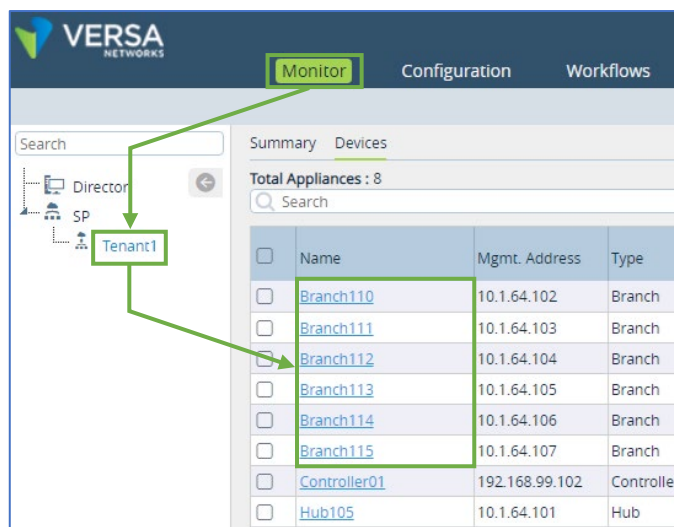 VERSA
NETWORKS
Monitor Configuration Workflows
Search
Director
SP
Tenant1
Summary Devices
Total Appliances : 8
Search
Name Mgmt. Address Type
Branch110 10.1.64.102 Branch
Branch111 10.1.64.103 Branch
Branch112 10.1.64.104 Branch
Branch113 10.1.64.105 Branch
Branch114 10.1.64.106 Branch
Branch115 10.1.64.107 Branch
Controller01 192.168.99.102 Controlle
Hub105 10.1.64.101 Hub